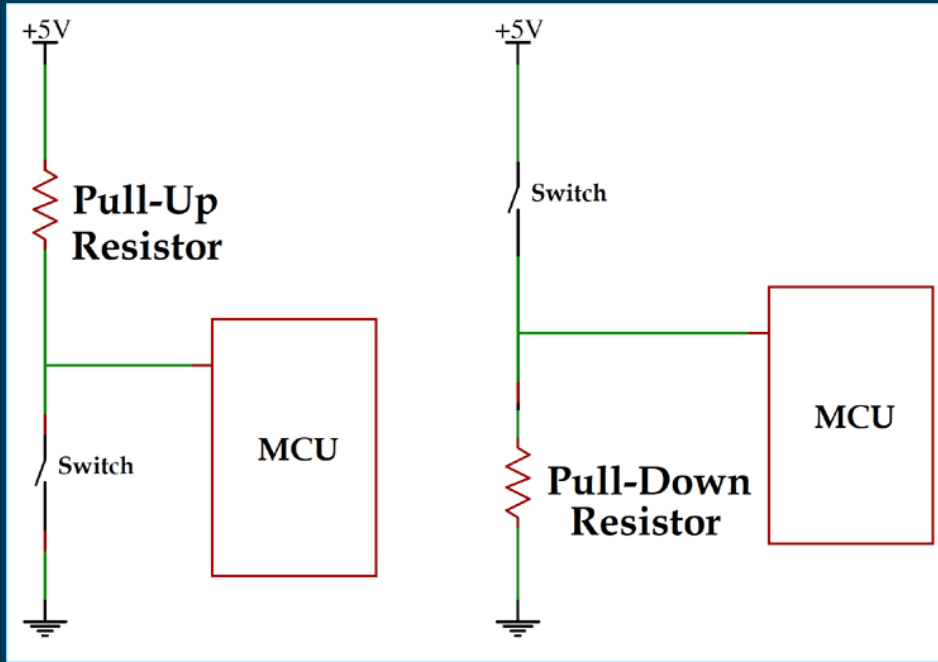 +5V
Pull-Up
Resistor
MCU
Switch
+5V
Switch
MCU
Pull-Down
Resistor